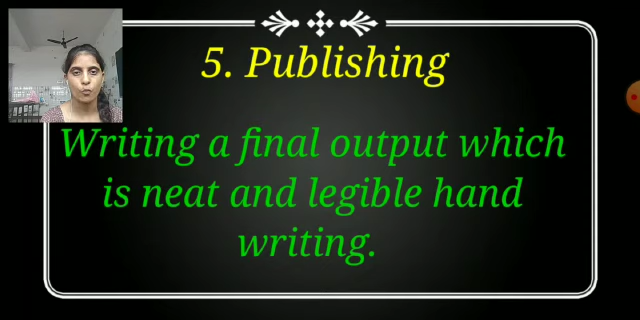 5. Publishing
Writing a final output which
is neat and legible hand
writing.